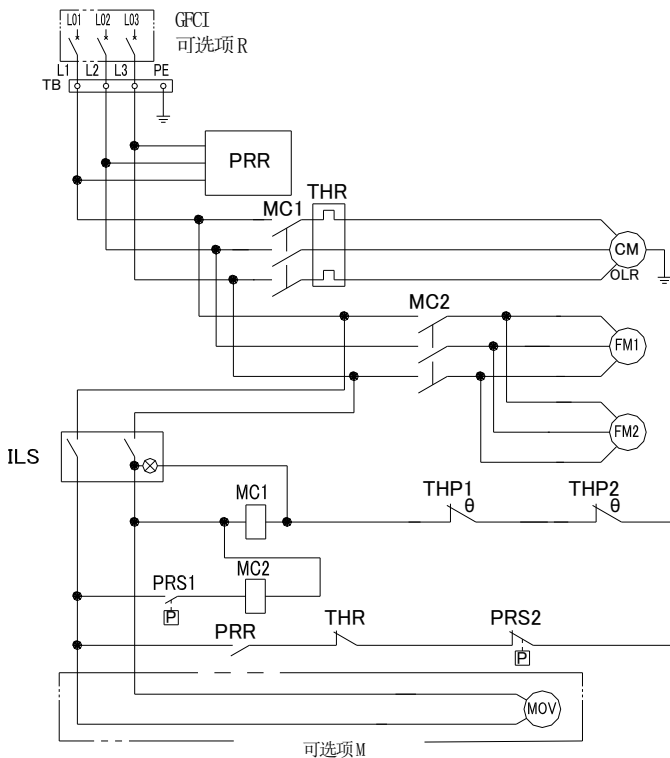 L01 L02 L03 GFCI
可选项R
L1 L2 L3 PE
TB
PRR
THR
MC1
CM
OLR
MC2
FM1
FM2
ILS
MC1
THP1 θ
THP2 θ
MC2
PRS1
P
PRR
THR
PRS2
P
MOV
可选项M